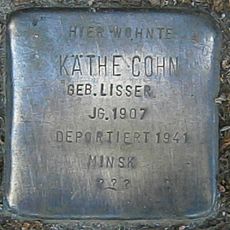 HIER WOHNTE
KÄTHE COHN
GEB. LISSER
JG. 1907
DEPORTIERT 1941
MINSK
???